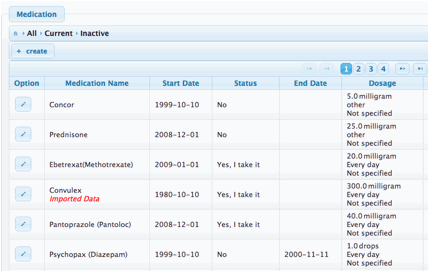 Medication
All › Current › Inactive
+ create
1 2 3 4
Option Medication Name Start Date Status End Date Dosage
Concor 1999-10-10 No 5.0 milligram
other
Not specified
Prednisone 2008-12-01 No 25.0 milligram
other
Not specified
Ebetrexat(Methotrexate) 2009-01-01 Yes, I take it 20.0 milligram
Every day
Not specified
Convulex 1980-10-10 Yes, I take it 300.0 milligram
Imported Data Every day
Not specified
Pantoprazole (Pantoloc) 2008-12-01 Yes, I take it 40.0 milligram
Every day
Not specified
Psychopax (Diazepam) 1999-10-10 No 2000-11-11 1.0 drops
Every day
Not specified